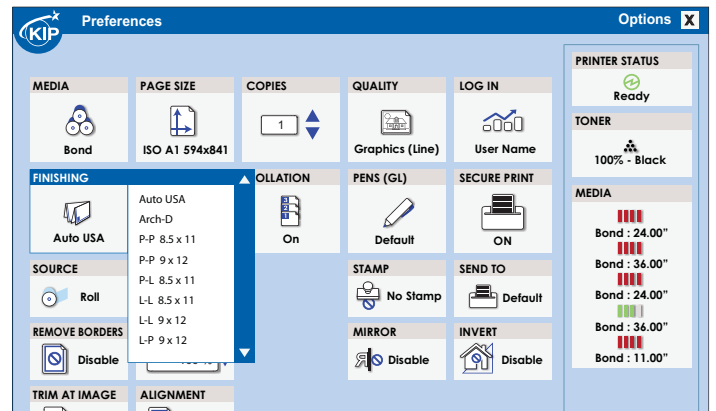 KIP
Preferences
Options X
MEDIA
Bond
PAGE SIZE
ISO A1 594x841
COPIES
1
QUALITY
Graphics (Line)
LOG IN
User Name
FINISHING
Auto USA
Auto USA
Arch-D
P-P 8.5 x 11
P-P 9 x 12
P-L 8.5 x 11
L-L 8.5 x 11
L-L 9 x 12
L-P 9 x 12
OLLATION
3
2
1
On
PENS (GL)
Default
SECURE PRINT
ON
SOURCE
Roll
STAMP
No Stamp
SEND TO
Default
REMOVE BORDERS
Disable
MIRROR
Disable
INVERT
Disable
TRIM AT IMAGE
ALIGNMENT
PRINTER STATUS
Ready
TONER
100% - Black
MEDIA
Bond : 24.00”
Bond : 36.00”
Bond : 24.00”
Bond : 36.00”
Bond : 11.00”